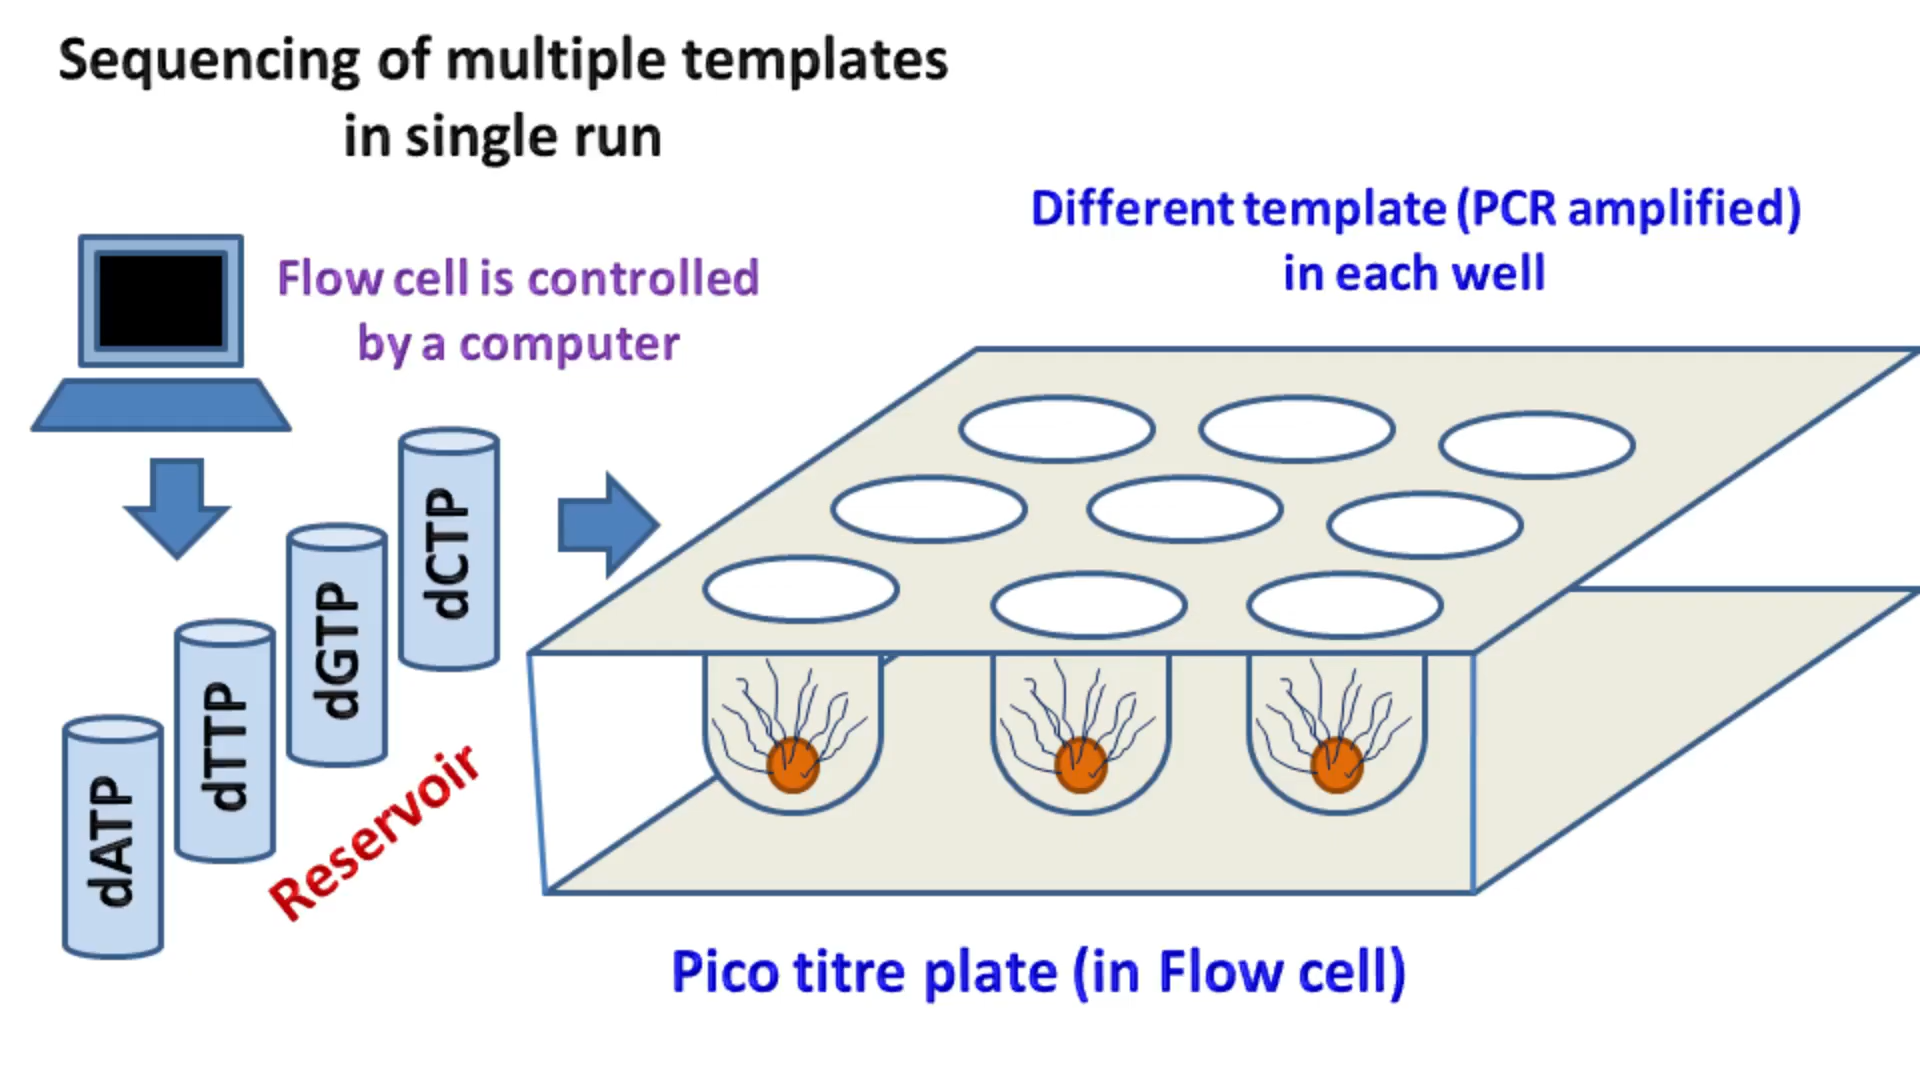 Sequencing of multiple templates
in single run
Different template (PCR amplified)
in each well
Flow cell is controlled
by a computer
dCTP
dGTP
dTTP
dATP
Reservoir
Pico titre plate (in Flow cell)